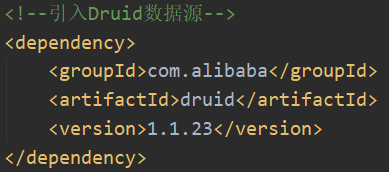 <!--引入Druid数据源-->
<dependency>
    <groupId>com.alibaba</groupId>
    <artifactId>druid</artifactId>
    <version>1.1.23</version>
</dependency>